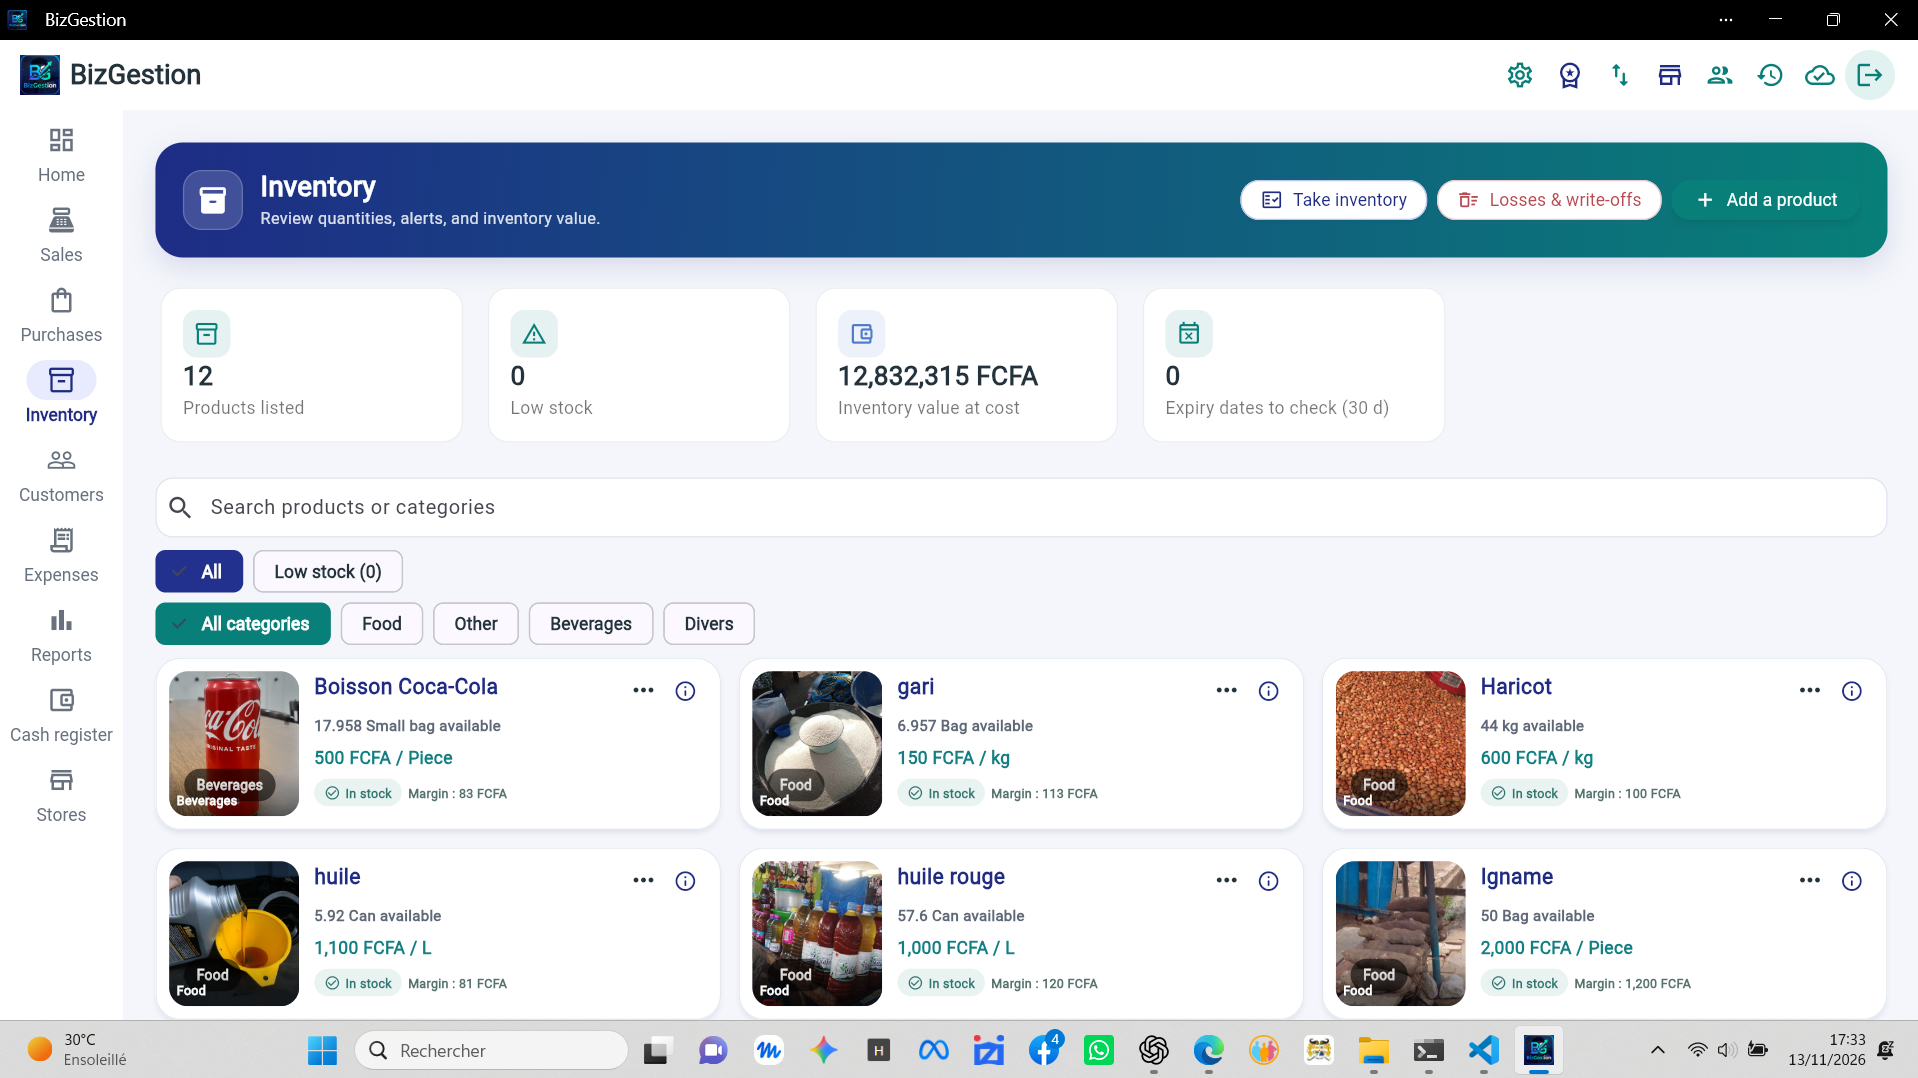 BizGestion
BizGestion
Home
Sales
Purchases
Inventory
Customers
Expenses
Reports
Cash register
Stores
Inventory
Review quantities, alerts, and inventory value.
Take inventory
Losses & write-offs
+ Add a product
12
Products listed
0
Low stock
12,832,315 FCFA
Inventory value at cost
0
Expiry dates to check (30 d)
Search products or categories
All
Low stock (0)
All categories
Food
Other
Beverages
Divers
Boisson Coca-Cola
17.958 Small bag available
500 FCFA / Piece
In stock
Margin : 83 FCFA
Beverages
Beverages
gari
6.957 Bag available
150 FCFA / kg
In stock
Margin : 113 FCFA
Food
Food
Haricot
44 kg available
600 FCFA / kg
In stock
Margin : 100 FCFA
Food
Food
huile
5.92 Can available
1,100 FCFA / L
In stock
Margin : 81 FCFA
Food
Food
huile rouge
57.6 Can available
1,000 FCFA / L
In stock
Margin : 120 FCFA
Food
Food
Igname
50 Bag available
2,000 FCFA / Piece
In stock
Margin : 1,200 FCFA
Food
Food
30°C
Ensoleillé
Rechercher
4
17:33
13/11/2026